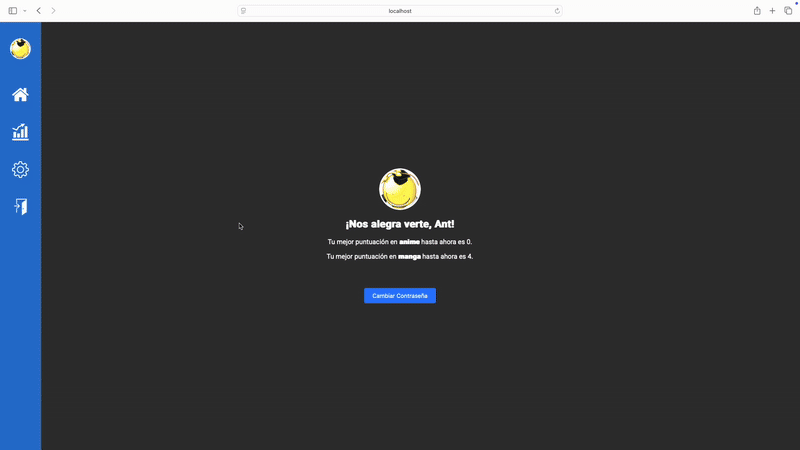 localhost
¡Nos alegra verte, Ant!
Tu mejor puntuación en anime hasta ahora es 0.
Tu mejor puntuación en manga hasta ahora es 4.
Cambiar Contraseña